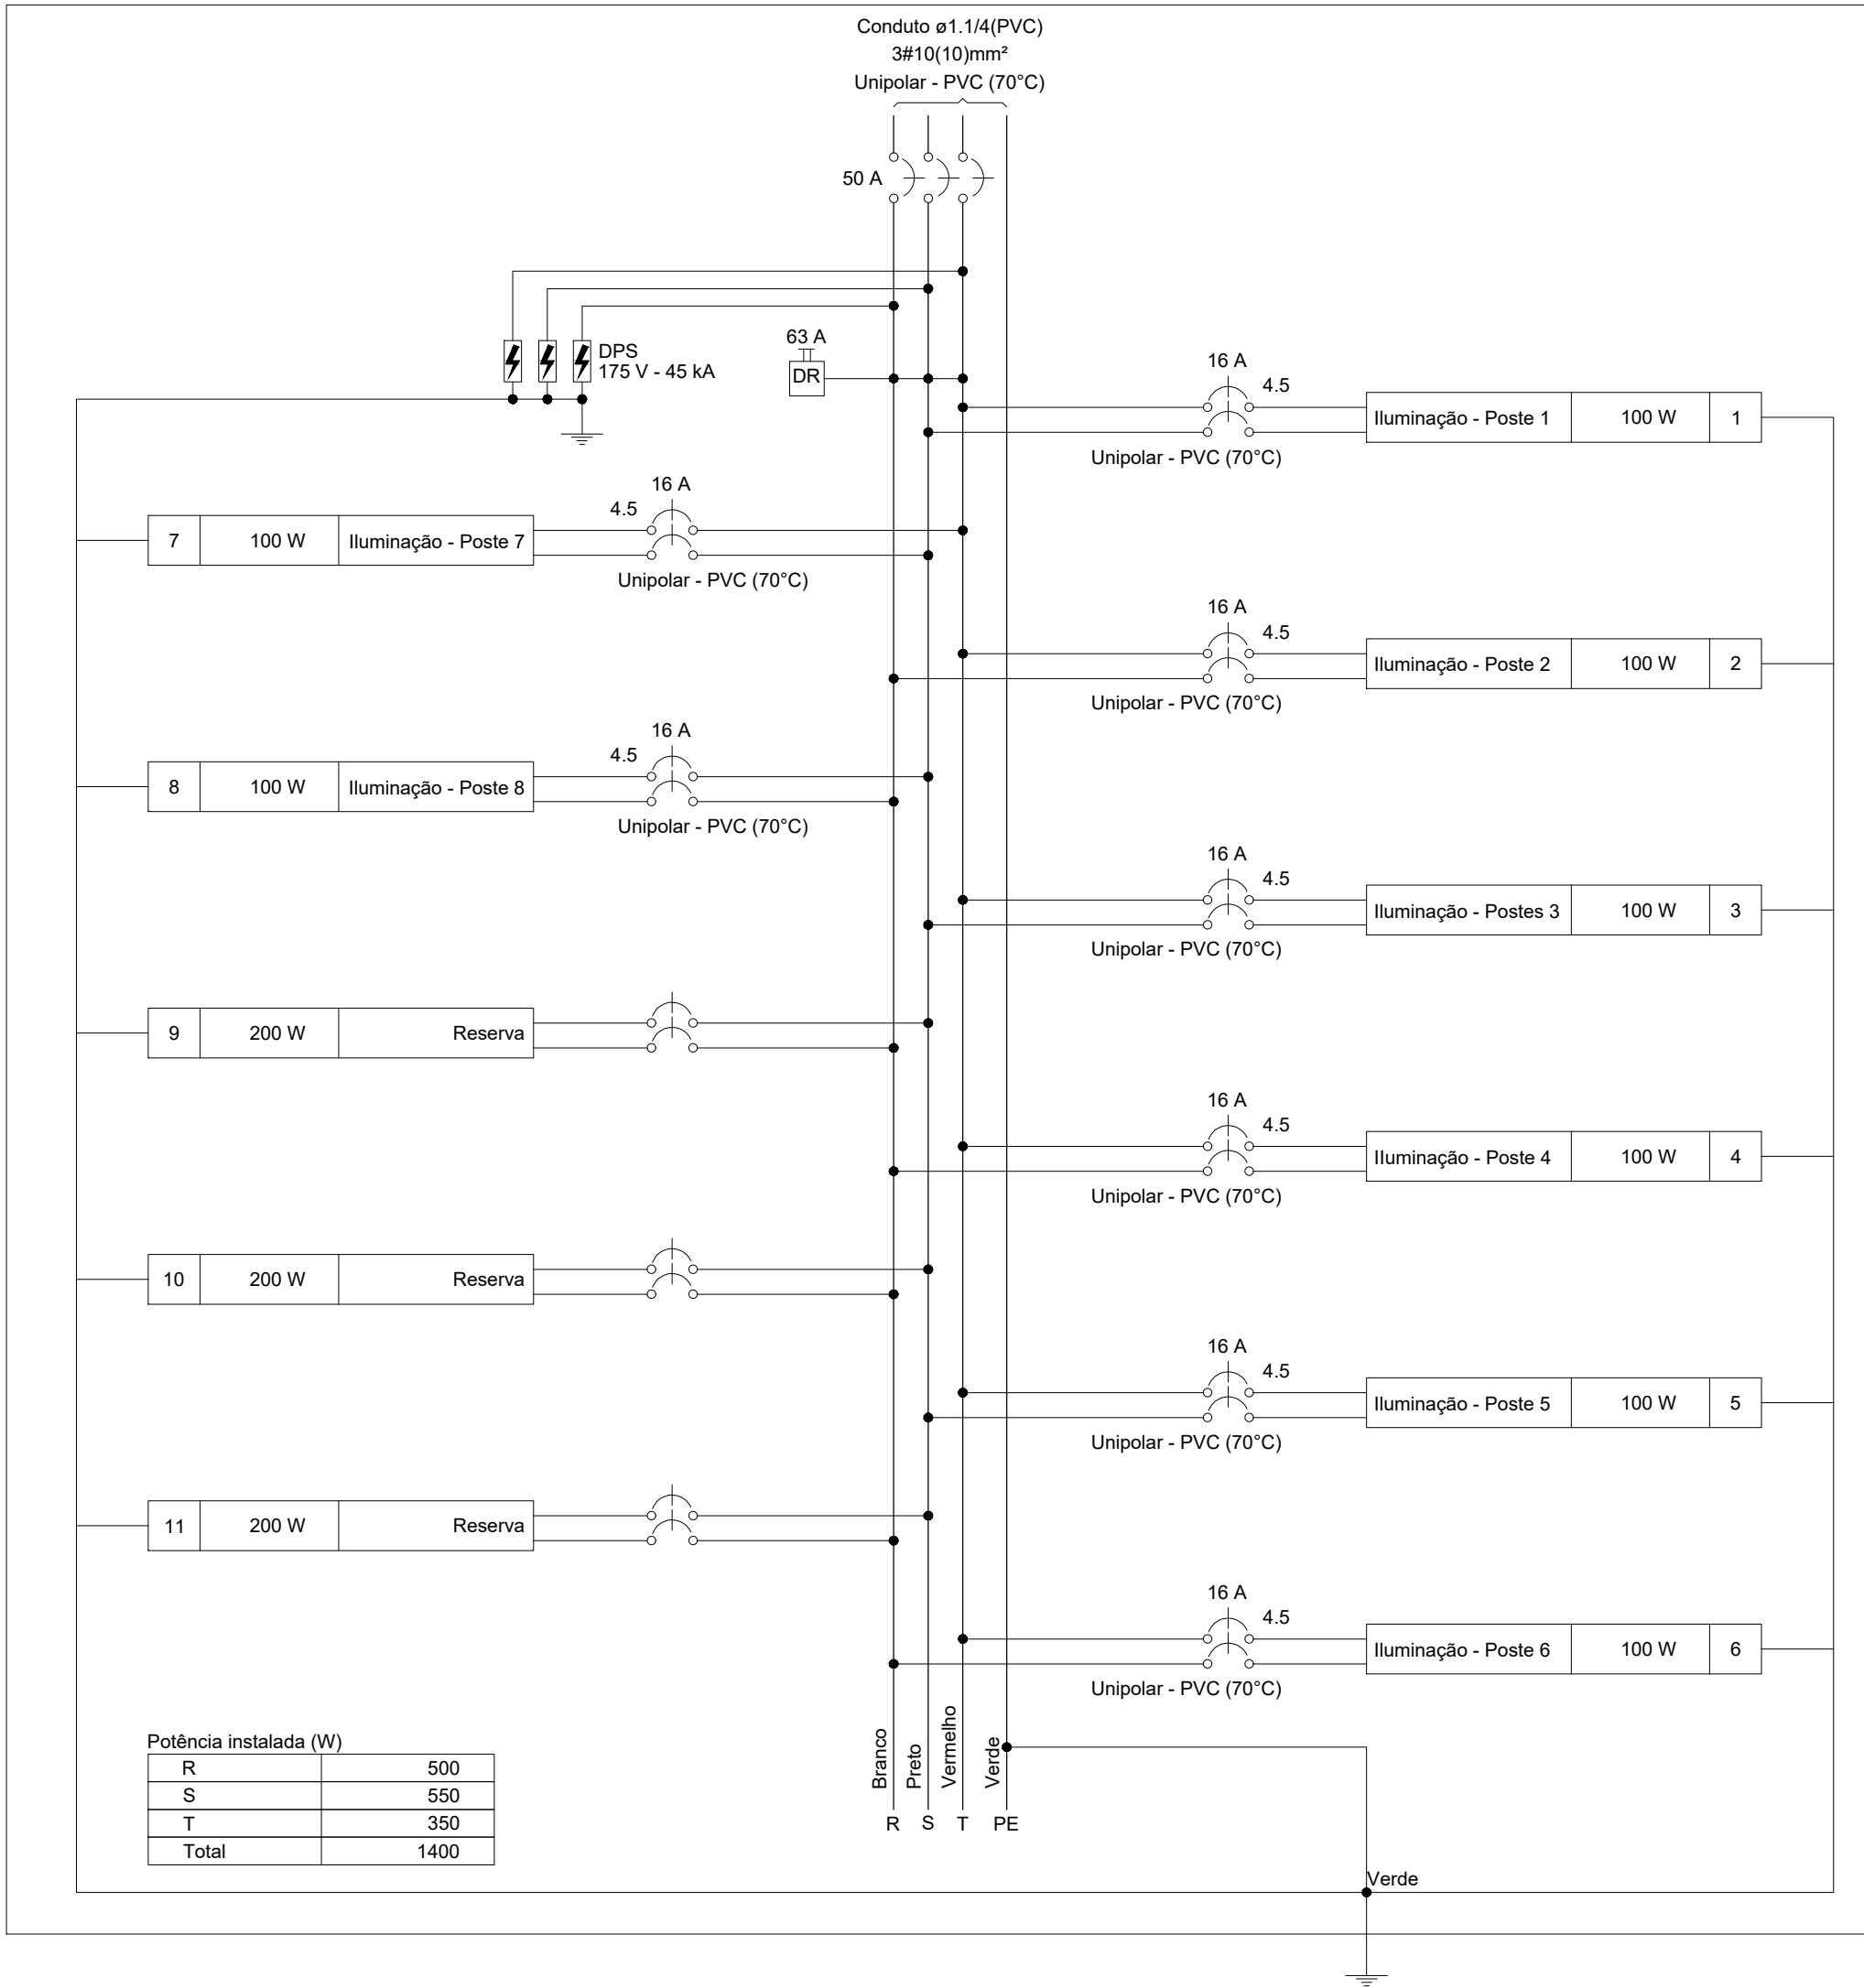 Conduto ø1.1/4(PVC)
3#10(10)mm²
Unipolar - PVC (70°C)
50 A
DPS
175 V - 45 kA
63 A
DR
16 A
4.5
Iluminação - Poste 1 100 W 1
Unipolar - PVC (70°C)
16 A
4.5
7 100 W Iluminação - Poste 7
Unipolar - PVC (70°C)
16 A
4.5
Iluminação - Poste 2 100 W 2
Unipolar - PVC (70°C)
16 A
4.5
8 100 W Iluminação - Poste 8
Unipolar - PVC (70°C)
16 A
4.5
Iluminação - Postes 3 100 W 3
Unipolar - PVC (70°C)
9 200 W Reserva
16 A
4.5
Iluminação - Poste 4 100 W 4
Unipolar - PVC (70°C)
10 200 W Reserva
16 A
4.5
Iluminação - Poste 5 100 W 5
Unipolar - PVC (70°C)
11 200 W Reserva
16 A
4.5
Iluminação - Poste 6 100 W 6
Unipolar - PVC (70°C)
Potência instalada (W)
R 500
S 550
T 350
Total 1400
Branco
Preto
Vermelho
Verde
R S T PE
Verde